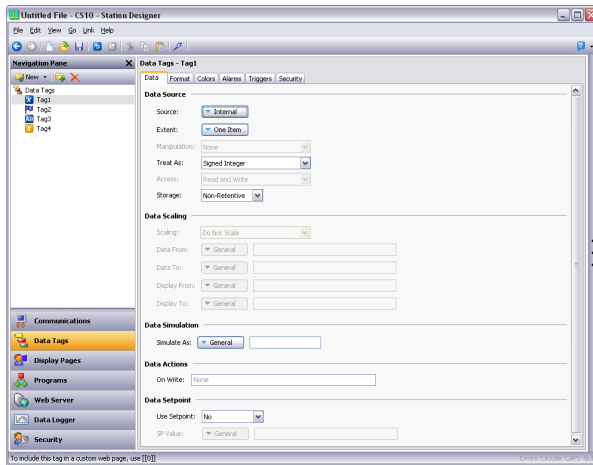 Untitled File - CS10 - Station Designer
File Edit View Go Link Help
Navigation Pane
New
Data Tags
Tag1
Tag2
Tag3
Tag4
Communications
Data Tags
Display Pages
Programs
Web Server
Data Logger
Security
Data Tags - Tag1
Data Format Colors Alarms Triggers Security
Data Source
Source: Internal
Extent: One Item
Manipulation: None
Treat As: Signed Integer
Access: Read and Write
Storage: Non-Retentive
Data Scaling
Scaling: Do Not Scale
Data From: General
Data To: General
Display From: General
Display To: General
Data Simulation
Simulate As: General
Data Actions
On Write: None
Data Setpoint
Use Setpoint: No
SP Value: General
To include this tag in a custom web page, use [[0]]
Errors Circular CAPS